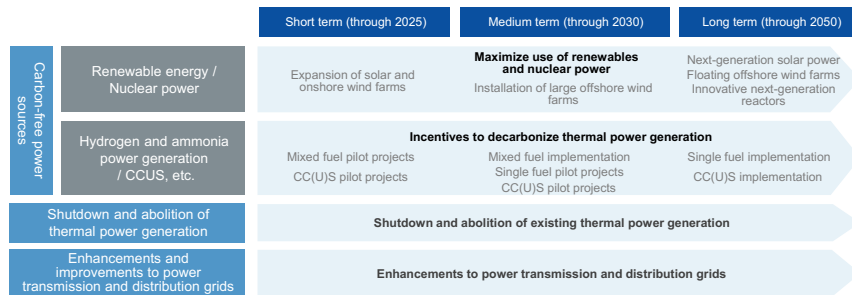 Short term (through 2025)
Medium term (through 2030)
Long term (through 2050)
Carbon-free power
sources
Renewable energy /
Nuclear power
Maximize use of renewables
and nuclear power
Expansion of solar and
onshore wind farms
Installation of large offshore wind
farms
Next-generation solar power
Floating offshore wind farms
Innovative next-generation
reactors
Hydrogen and ammonia
power generation
/ CCUS, etc.
Incentives to decarbonize thermal power generation
Mixed fuel pilot projects
CC(U)S pilot projects
Mixed fuel implementation
Single fuel pilot projects
CC(U)S pilot projects
Single fuel implementation
CC(U)S implementation
Shutdown and abolition of
thermal power generation
Shutdown and abolition of existing thermal power generation
Enhancements and
improvements to power
transmission and distribution grids
Enhancements to power transmission and distribution grids